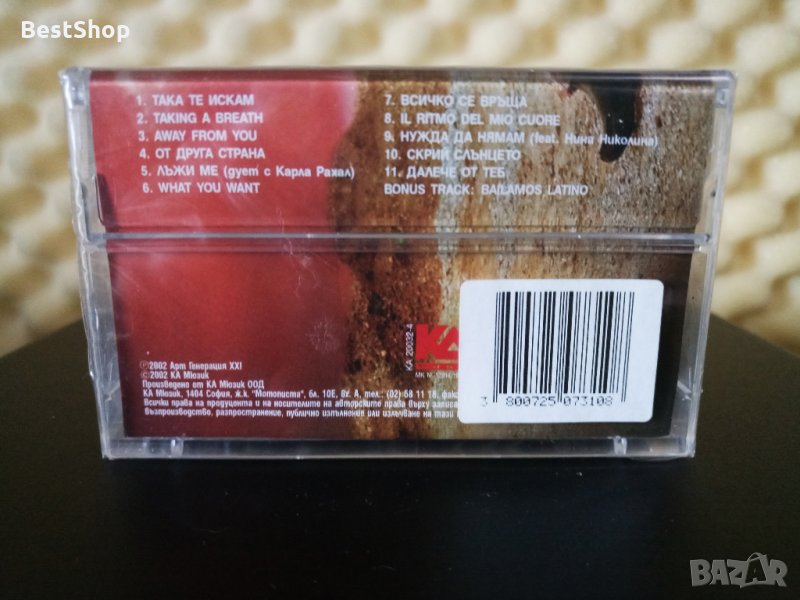 BestShop
1. ТАКА ТЕ ИСКАМ
2. TAKING A BREATH
3. AWAY FROM YOU
4. ОТ ДРУГА СТРАНА
5. ЛЪЖИ МЕ (дует с Карла Рахал)
6. WHAT YOU WANT
7. ВСИЧКО СЕ ВРЪЩА
8. IL RITMO DEL MIO CUORE
9. НУЖДА ДА НЯМАМ (feat. Нина Николина)
10. СКРИЙ СЛЪНЦЕТО
11. ДАЛЕЧЕ ОТ ТЕБ
BONUS TRACK: BAILAMOS LATINO
Ⓟ2002 Арт Генерация XXI
©2002 КА Мюзик
Произведено от КА Мюзик ООД
КА Мюзик, 1404 София, ж.к. "Мотописта", бл. 10Е, Вх. А, тел.: (02) 58 11 18, факс
Всички права на продуцента и на носителите на авторските права върху записа
възпроизводство, разпространение, публично изпълнение или излъчване на този
KA 20032-4
KA
3 800725 073108
BAZAR